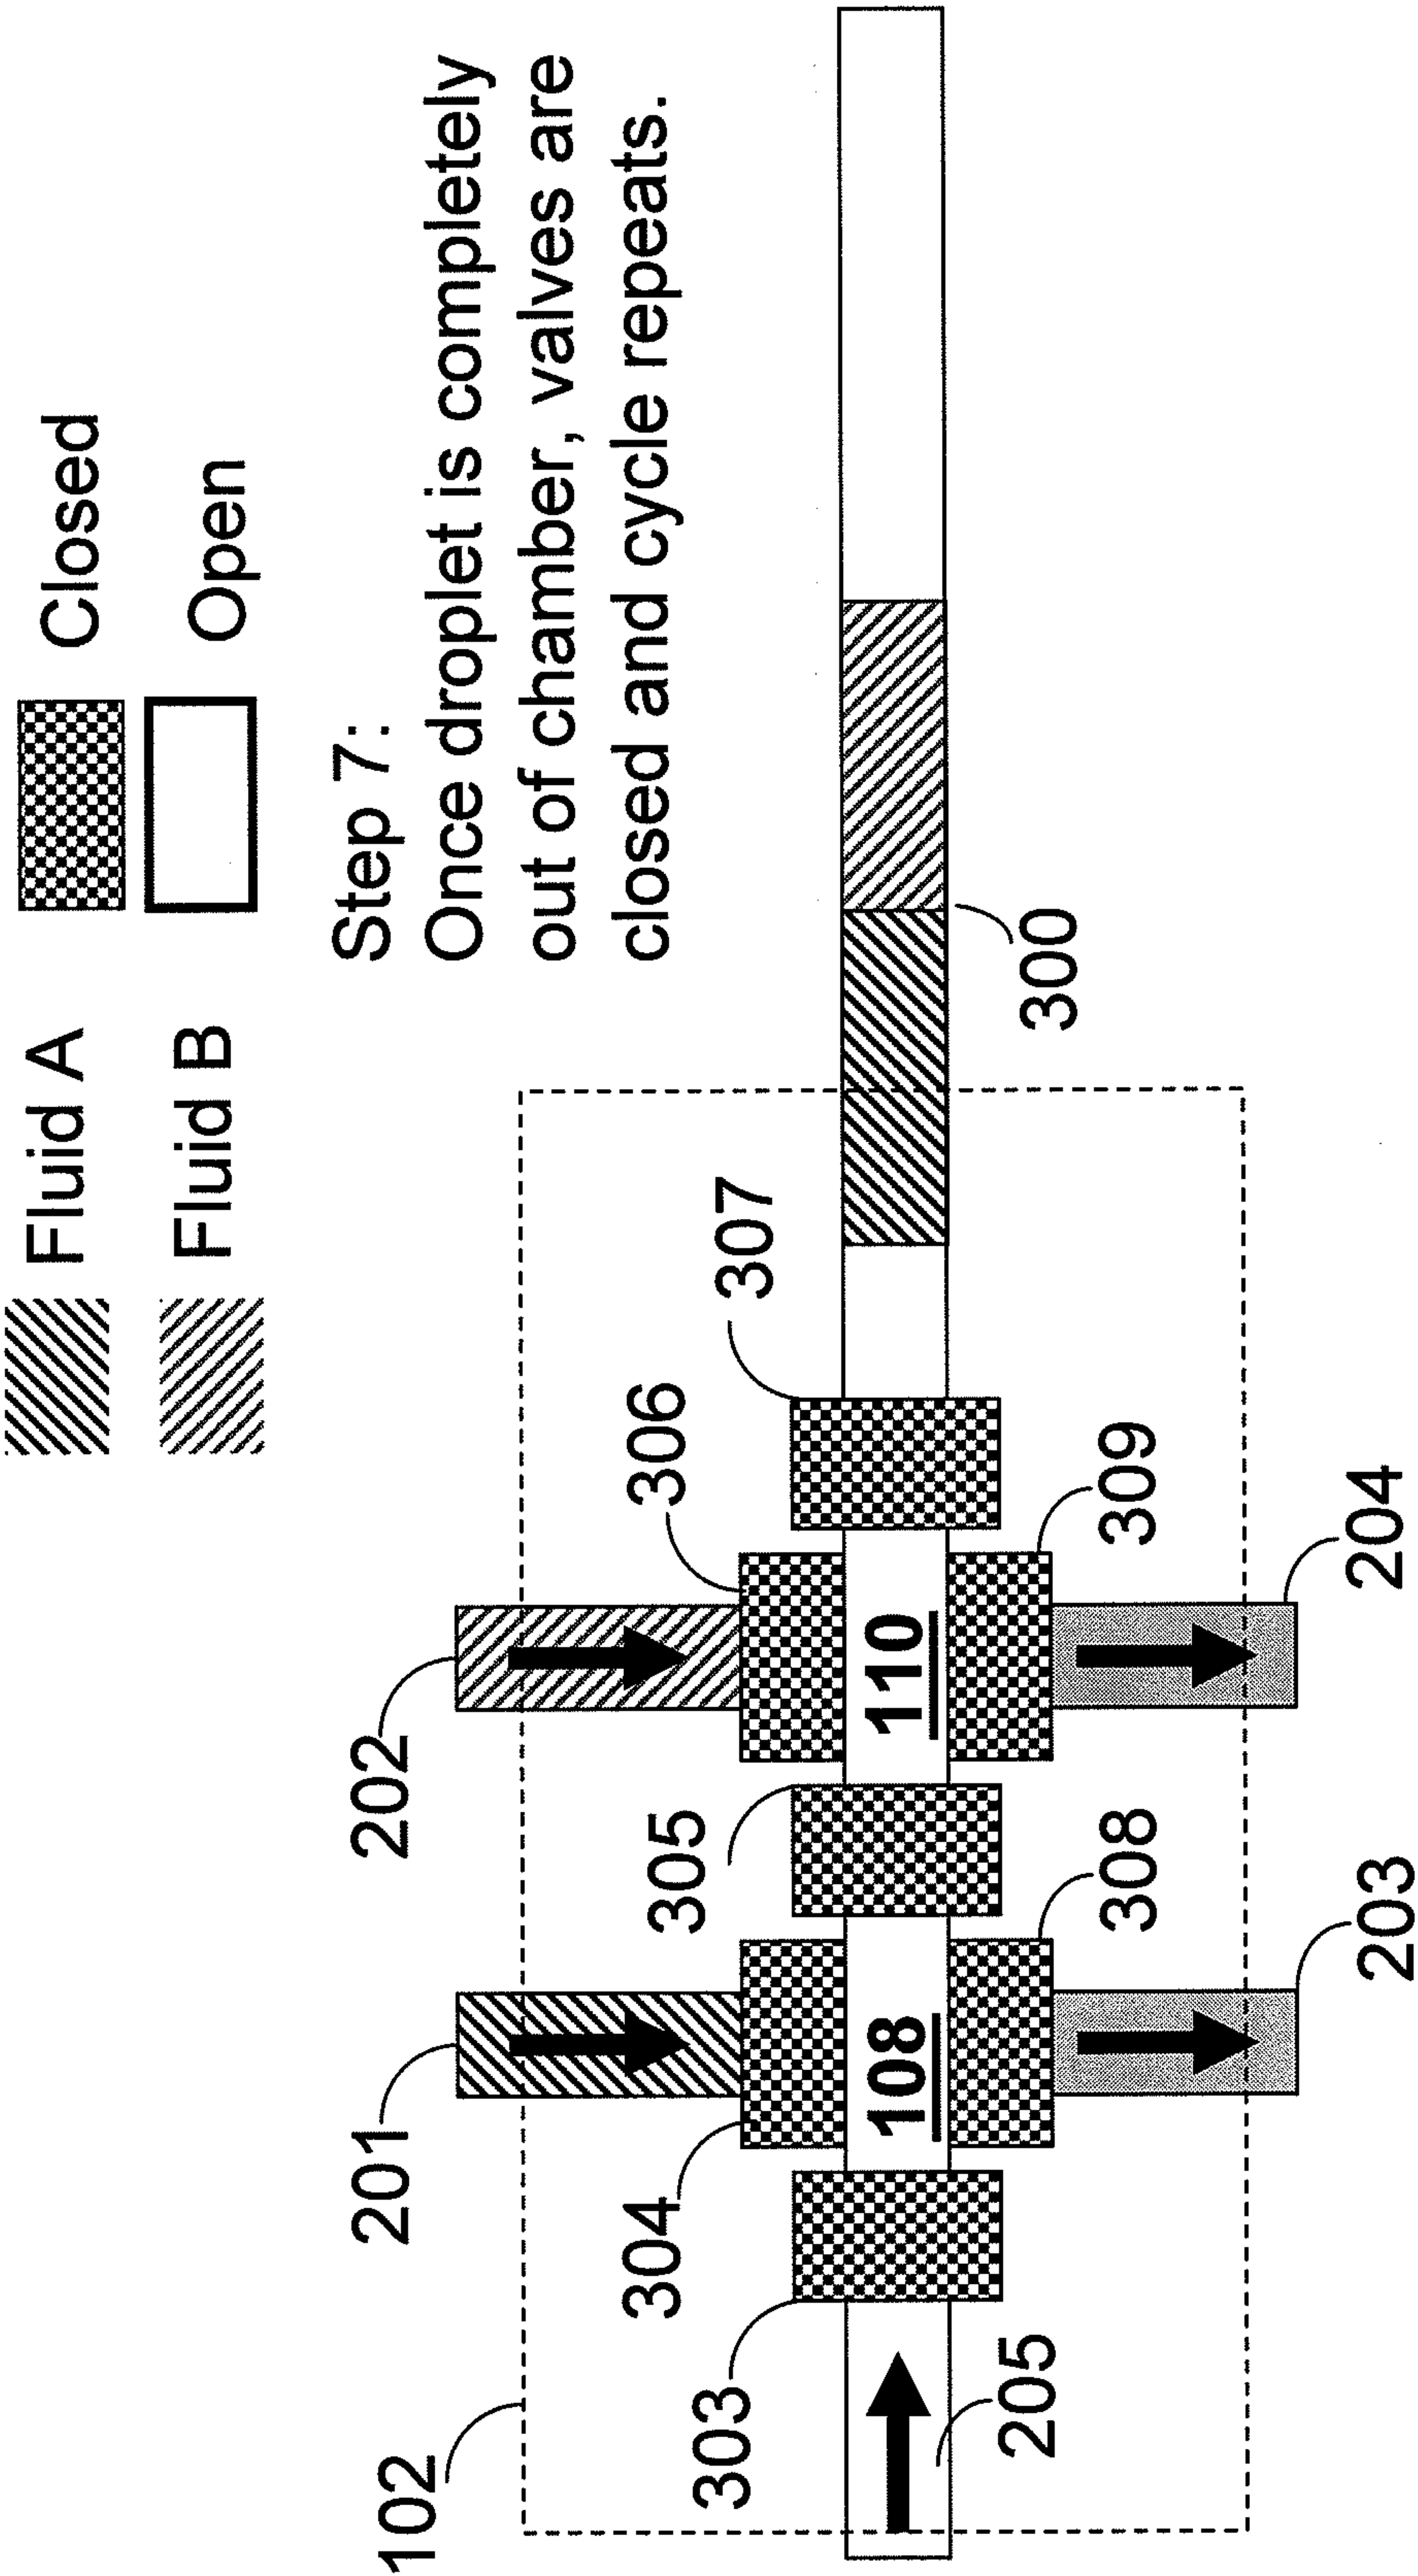 Fluid A
Closed
Fluid B
Open
Step 7:
Once droplet is completely
out of chamber, valves are
closed and cycle repeats.
102
201
202
303
304
305
306
307
108
110
205
308
309
300
203
204